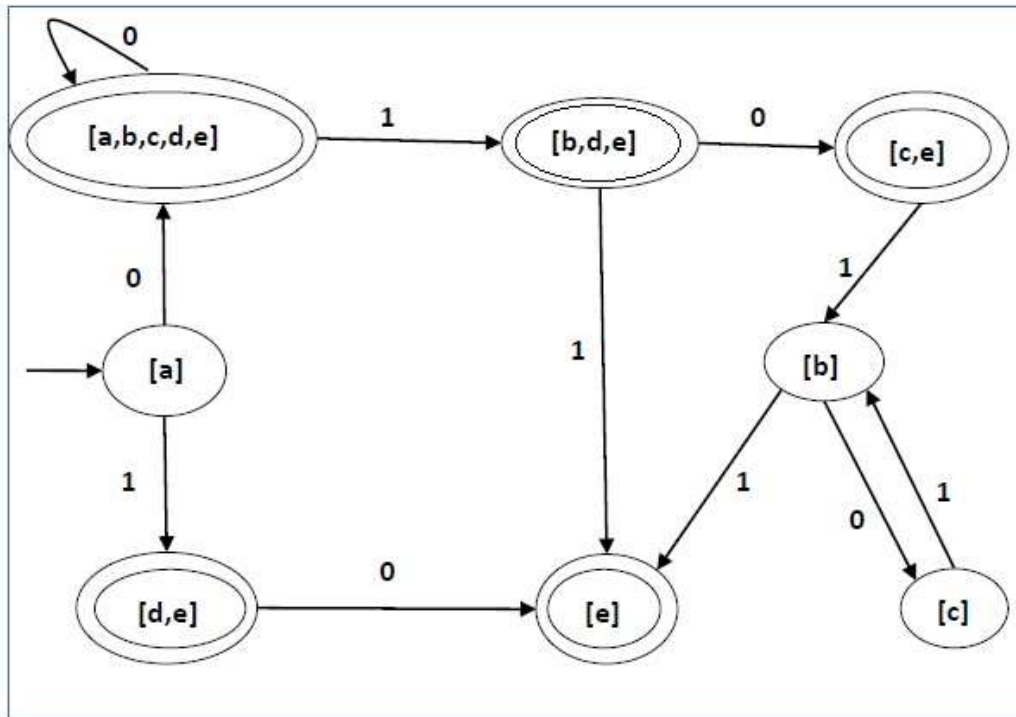 0
[a,b,c,d,e]
1
[b,d,e]
0
[c,e]
0
1
[a]
1
[b]
1
1
0
1
[d,e]
0
[e]
[c]